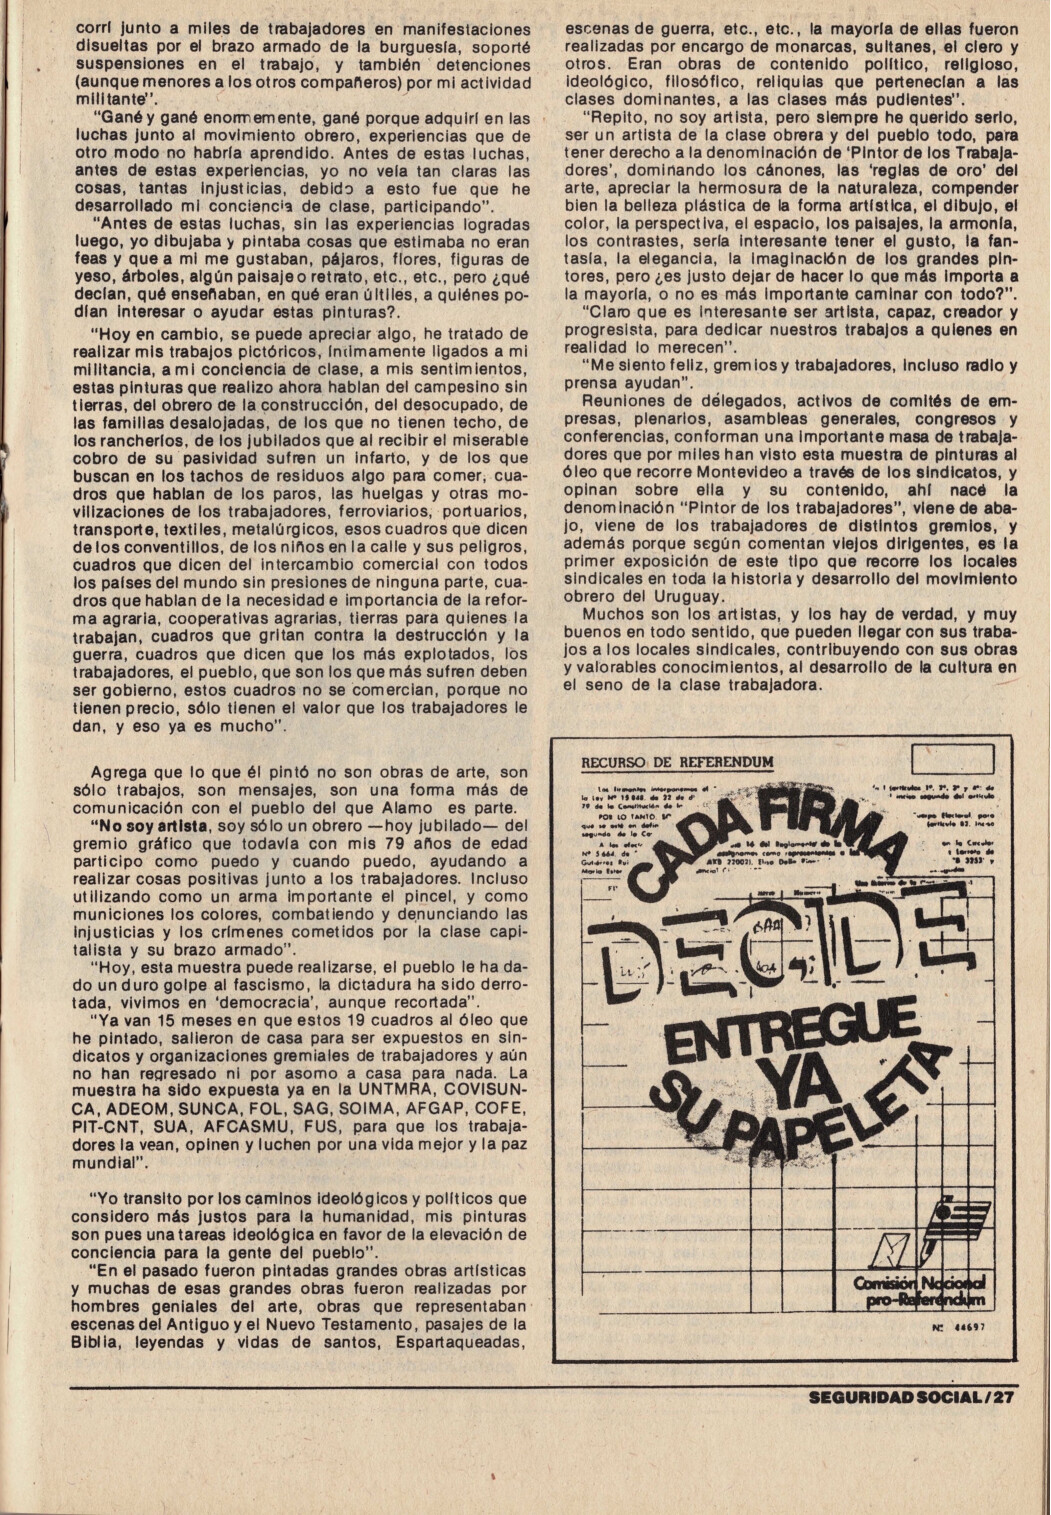 corrí junto a miles de trabajadores en manifestaciones
disueltas por el brazo armado de la burguesía, soporté
suspensiones en el trabajo, y también detenciones
(aunque menores a los otros compañeros) por mi actividad
militante".
"Gané y gané enormemente, gané porque adquirí en las
luchas junto al movimiento obrero, experiencias que de
otro modo no habría aprendido. Antes de estas luchas,
antes de estas experiencias, yo no veía tan claras las
cosas, tantas injusticias, debido a esto fue que he
desarrollado mi conciencia de clase, participando".
"Antes de estas luchas, sin las experiencias logradas
luego, yo dibujaba y pintaba cosas que estimaba no eran
feas y que a mi me gustaban, pájaros, flores, figuras de
yeso, árboles, algún paisaje o retrato, etc., etc., pero ¿qué
decían, qué enseñaban, en qué eran últiles, a quiénes po-
dían interesar o ayudar estas pinturas?.
"Hoy en cambio, se puede apreciar algo, he tratado de
realizar mis trabajos pictóricos, íntimamente ligados a mi
militancia, a mi conciencia de clase, a mis sentimientos,
estas pinturas que realizo ahora hablan del campesino sin
tierras, del obrero de la construcción, del desocupado, de
las familias desalojadas, de los que no tienen techo, de
los rancheríos, de los jubilados que al recibir el miserable
cobro de su pasividad sufren un infarto, y de los que
buscan en los tachos de residuos algo para comer, cua-
dros que hablan de los paros, las huelgas y otras mo-
vilizaciones de los trabajadores, ferroviarios, portuarios,
transporte, textiles, metalúrgicos, esos cuadros que dicen
de los conventillos, de los niños en la calle y sus peligros,
cuadros que dicen del intercambio comercial con todos
los países del mundo sin presiones de ninguna parte, cua-
dros que hablan de la necesidad e importancia de la refor-
ma agraria, cooperativas agrarias, tierras para quienes la
trabajan, cuadros que gritan contra la destrucción y la
guerra, cuadros que dicen que los más explotados, los
trabajadores, el pueblo, que son los que más sufren deben
ser gobierno, estos cuadros no se comercian, porque no
tienen precio, sólo tienen el valor que los trabajadores le
dan, y eso ya es mucho".
Agrega que lo que él pintó no son obras de arte, son
sólo trabajos, son mensajes, son una forma más de
comunicación con el pueblo del que Alamo es parte.
"No soy artista, soy sólo un obrero —hoy jubilado— del
gremio gráfico que todavía con mis 79 años de edad
participo como puedo y cuando puedo, ayudando a
realizar cosas positivas junto a los trabajadores. Incluso
utilizando como un arma importante el pincel, y como
municiones los colores, combatiendo y denunciando las
injusticias y los crímenes cometidos por la clase capi-
talista y su brazo armado".
"Hoy, esta muestra puede realizarse, el pueblo le ha da-
do un duro golpe al fascismo, la dictadura ha sido derro-
tada, vivimos en 'democracia', aunque recortada".
"Ya van 15 meses en que estos 19 cuadros al óleo que
he pintado, salieron de casa para ser expuestos en sin-
dicatos y organizaciones gremiales de trabajadores y aún
no han regresado ni por asomo a casa para nada. La
muestra ha sido expuesta ya en la UNTMRA, COVISUN-
CA, ADEOM, SUNCA, FOL, SAG, SOIMA, AFGAP, COFE,
PIT-CNT, SUA, AFCASMU, FUS, para que los trabaja-
dores la vean, opinen y luchen por una vida mejor y la paz
mundial".
"Yo transito por los caminos ideológicos y políticos que
considero más justos para la humanidad, mis pinturas
son pues una tareas ideológica en favor de la elevación de
conciencia para la gente del pueblo".
"En el pasado fueron pintadas grandes obras artísticas
y muchas de esas grandes obras fueron realizadas por
hombres geniales del arte, obras que representaban
escenas del Antiguo y el Nuevo Testamento, pasajes de la
Biblia, leyendas y vidas de santos, Espartaqueadas,
escenas de guerra, etc., etc., la mayoría de ellas fueron
realizadas por encargo de monarcas, sultanes, el clero y
otros. Eran obras de contenido político, religioso,
ideológico, filosófico, reliquias que pertenecían a las
clases dominantes, a las clases más pudientes".
"Repito, no soy artista, pero siempre he querido serlo,
ser un artista de la clase obrera y del pueblo todo, para
tener derecho a la denominación de 'Pintor de los Trabaja-
dores', dominando los cánones, las 'reglas de oro' del
arte, apreciar la hermosura de la naturaleza, compender
bien la belleza plástica de la forma artística, el dibujo, el
color, la perspectiva, el espacio, los paisajes, la armonía,
los contrastes, sería interesante tener el gusto, la fan-
tasía, la elegancia, la imaginación de los grandes pin-
tores, pero ¿es justo dejar de hacer lo que más importa a
la mayoría, o no es más importante caminar con todo?".
"Claro que es interesante ser artista, capaz, creador y
progresista, para dedicar nuestros trabajos a quienes en
realidad lo merecen".
"Me siento feliz, gremios y trabajadores, incluso radio y
prensa ayudan".
Reuniones de délegados, activos de comités de em-
presas, plenarios, asambleas generales, congresos y
conferencias, conforman una importante masa de trabaja-
dores que por miles han visto esta muestra de pinturas al
óleo que recorre Montevideo a través de los sindicatos, y
opinan sobre ella y su contenido, ahí nacé la
denominación "Pintor de los trabajadores", viene de aba-
jo, viene de los trabajadores de distintos gremios, y
además porque según comentan viejos dirigentes, es la
primer exposición de este tipo que recorre los locales
sindicales en toda la historia y desarrollo del movimiento
obrero del Uruguay.
Muchos son los artistas, y los hay de verdad, y muy
buenos en todo sentido, que pueden llegar con sus traba-
jos a los locales sindicales, contribuyendo con sus obras
y valorables conocimientos, al desarrollo de la cultura en
el seno de la clase trabajadora.
RECURSO DE REFERENDUM
Los firmantes interponemos el
la Ley Nº 15.848, de 22 de d
79 de la Constitución de
POR LO TANTO,
que se esté en
segundo de la
Nº 5664, de
CADA FIRMA
DECIDE
ENTREGUE
YA
SU PAPELETA
Comisión Nacional
pro-Referéndum
Nº 44697
SEGURIDAD SOCIAL/27